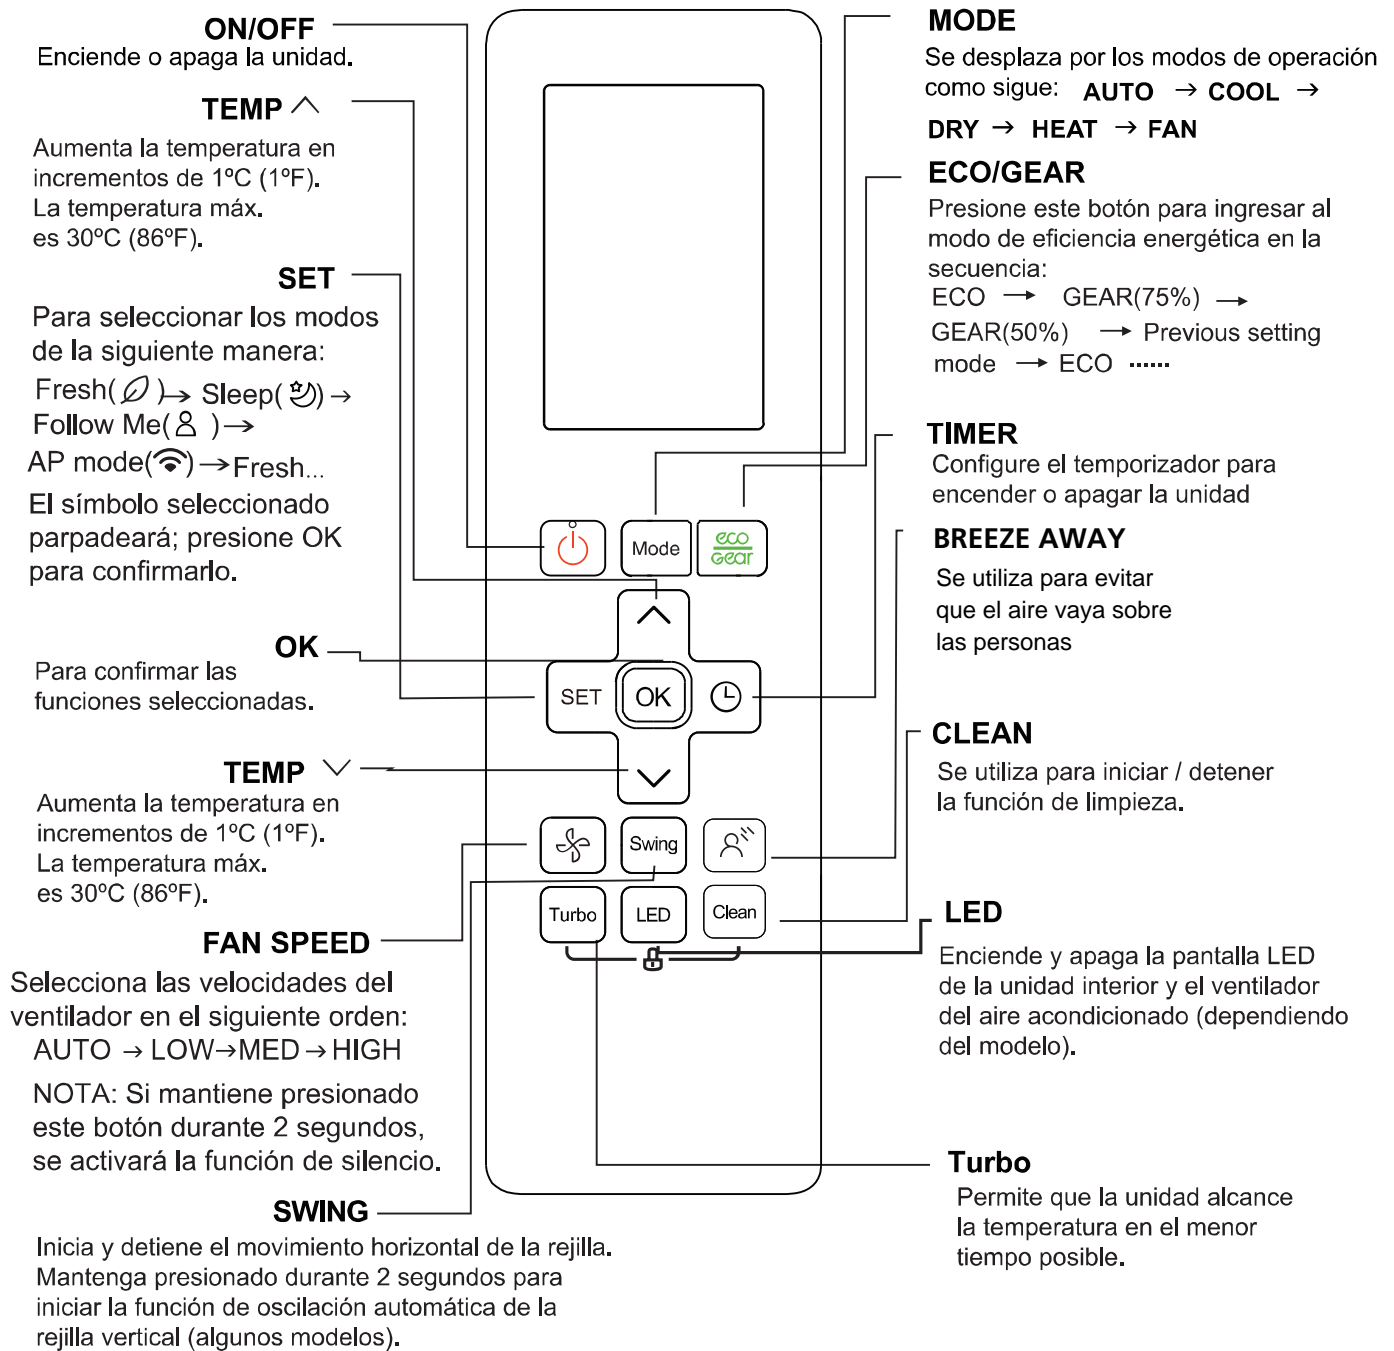 ON/OFF
Enciende o apaga la unidad.
TEMP
Aumenta la temperatura en
incrementos de 1ºC (1ºF).
La temperatura máx.
es 30ºC (86ºF).
SET
Para seleccionar los modos
de la siguiente manera:
Fresh( )→ Sleep( ) →
Follow Me( ) →
AP mode( ) → Fresh...
El símbolo seleccionado
parpadeará; presione OK
para confirmarlo.
OK
Para confirmar las
funciones seleccionadas.
TEMP
Aumenta la temperatura en
incrementos de 1ºC (1ºF).
La temperatura máx.
es 30ºC (86ºF).
FAN SPEED
Selecciona las velocidades del
ventilador en el siguiente orden:
AUTO → LOW→MED → HIGH
NOTA: Si mantiene presionado
este botón durante 2 segundos,
se activará la función de silencio.
SWING
Inicia y detiene el movimiento horizontal de la rejilla.
Mantenga presionado durante 2 segundos para
iniciar la función de oscilación automática de la
rejilla vertical (algunos modelos).
Mode
eco
Gear
SET
OK
Swing
Turbo
LED
Clean
MODE
Se desplaza por los modos de operación
como sigue: AUTO → COOL →
DRY → HEAT → FAN
ECO/GEAR
Presione este botón para ingresar al
modo de eficiencia energética en la
secuencia:
ECO → GEAR(75%) →
GEAR(50%) → Previous setting
mode → ECO ······
TIMER
Configure el temporizador para
encender o apagar la unidad
BREEZE AWAY
Se utiliza para evitar
que el aire vaya sobre
las personas
CLEAN
Se utiliza para iniciar / detener
la función de limpieza.
LED
Enciende y apaga la pantalla LED
de la unidad interior y el ventilador
del aire acondicionado (dependiendo
del modelo).
Turbo
Permite que la unidad alcance
la temperatura en el menor
tiempo posible.